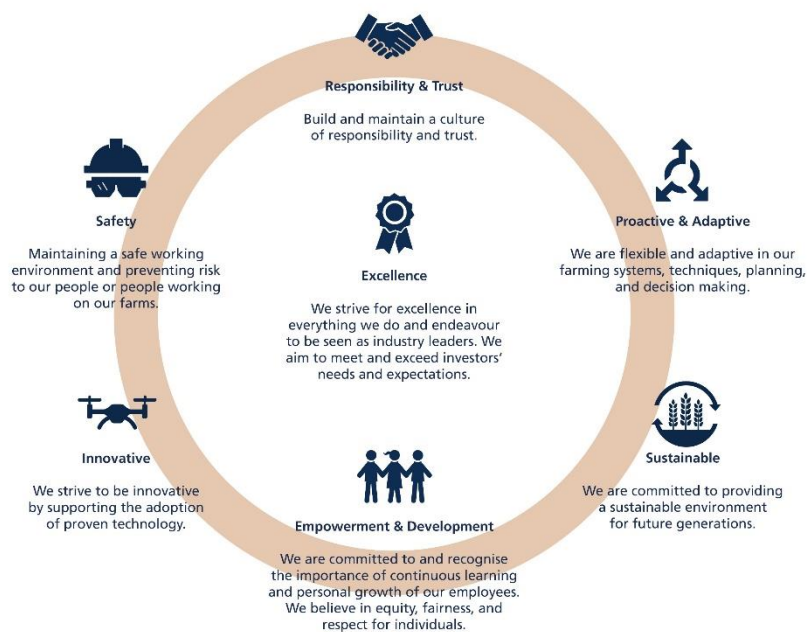 Responsibility & Trust
Build and maintain a culture
of responsibility and trust.
Safety
Maintaining a safe working
environment and preventing risk
to our people or people working
on our farms.
Excellence
We strive for excellence in
everything we do and endeavour
to be seen as industry leaders. We
aim to meet and exceed investors’
needs and expectations.
Proactive & Adaptive
We are flexible and adaptive in our
farming systems, techniques, planning,
and decision making.
Innovative
We strive to be innovative
by supporting the adoption
of proven technology.
Empowerment & Development
We are committed to and recognise
the importance of continuous learning
and personal growth of our employees.
We believe in equity, fairness, and
respect for individuals.
Sustainable
We are committed to providing
a sustainable environment
for future generations.